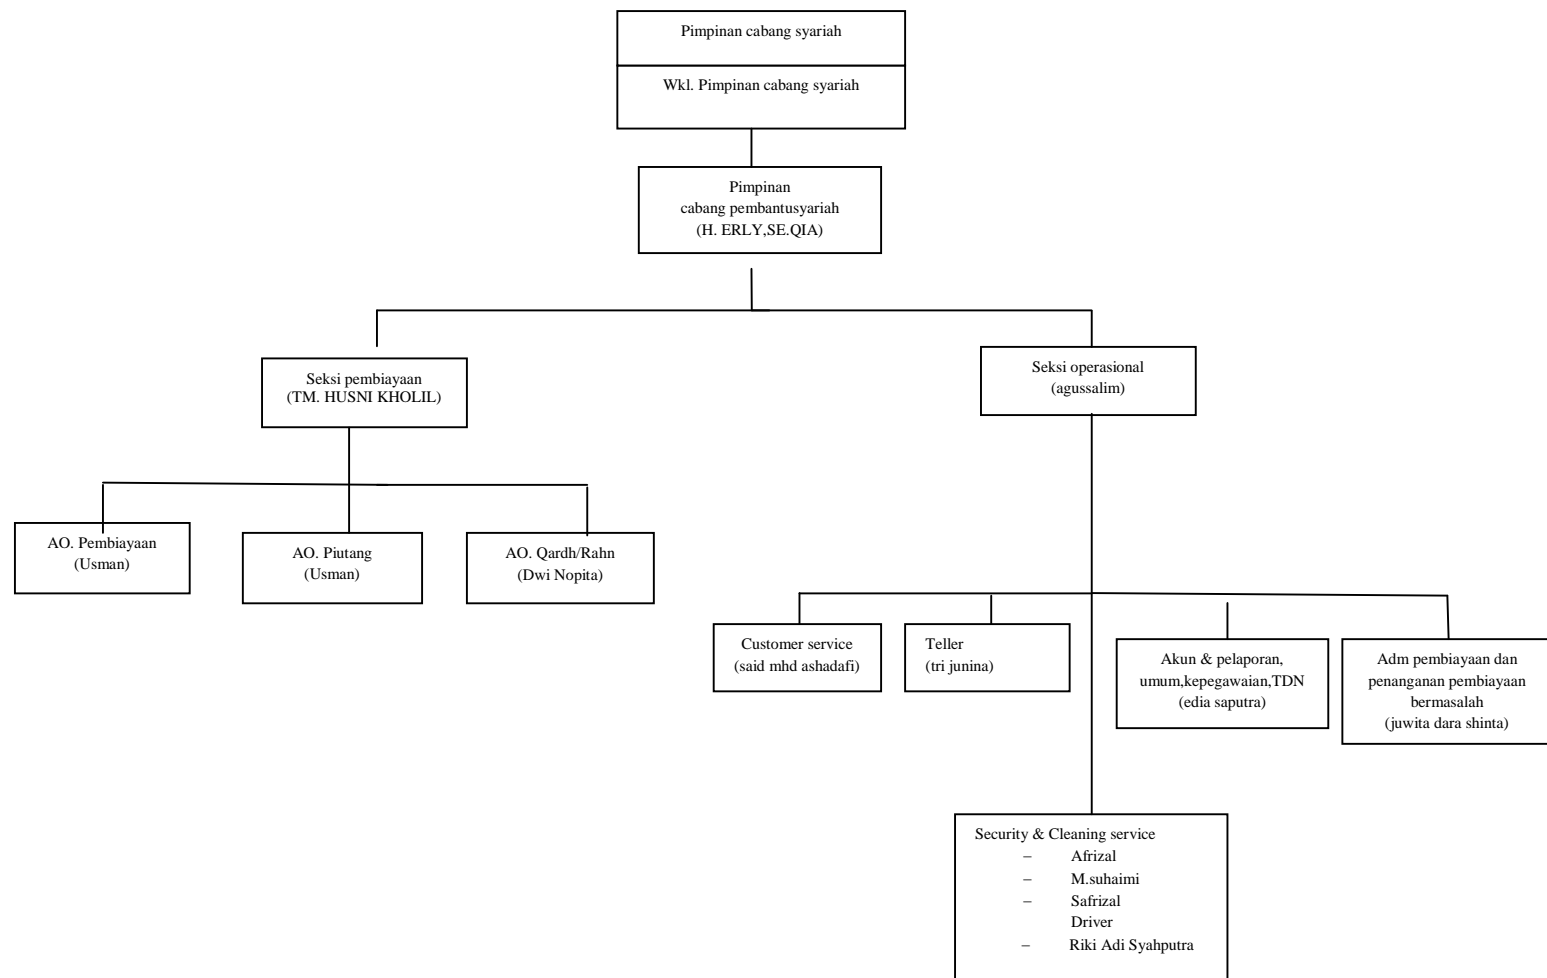 Pimpinan cabang syariah
Wkl. Pimpinan cabang syariah
Pimpinan
cabang pembantusyariah
(H. ERLY,SE.QIA)
Seksi pembiayaan
(TM. HUSNI KHOLIL)
Seksi operasional
(agussalim)
AO. Pembiayaan
(Usman)
AO. Piutang
(Usman)
AO. Qardh/Rahn
(Dwi Nopita)
Customer service
(said mhd ashadafi)
Teller
(tri junina)
Akun & pelaporan,
umum,kepegawaian,TDN
(edia saputra)
Adm pembiayaan dan
penanganan pembiayaan
bermasalah
(juwita dara shinta)
Security & Cleaning service
– Afrizal
– M.suhaimi
– Safrizal
Driver
– Riki Adi Syahputra